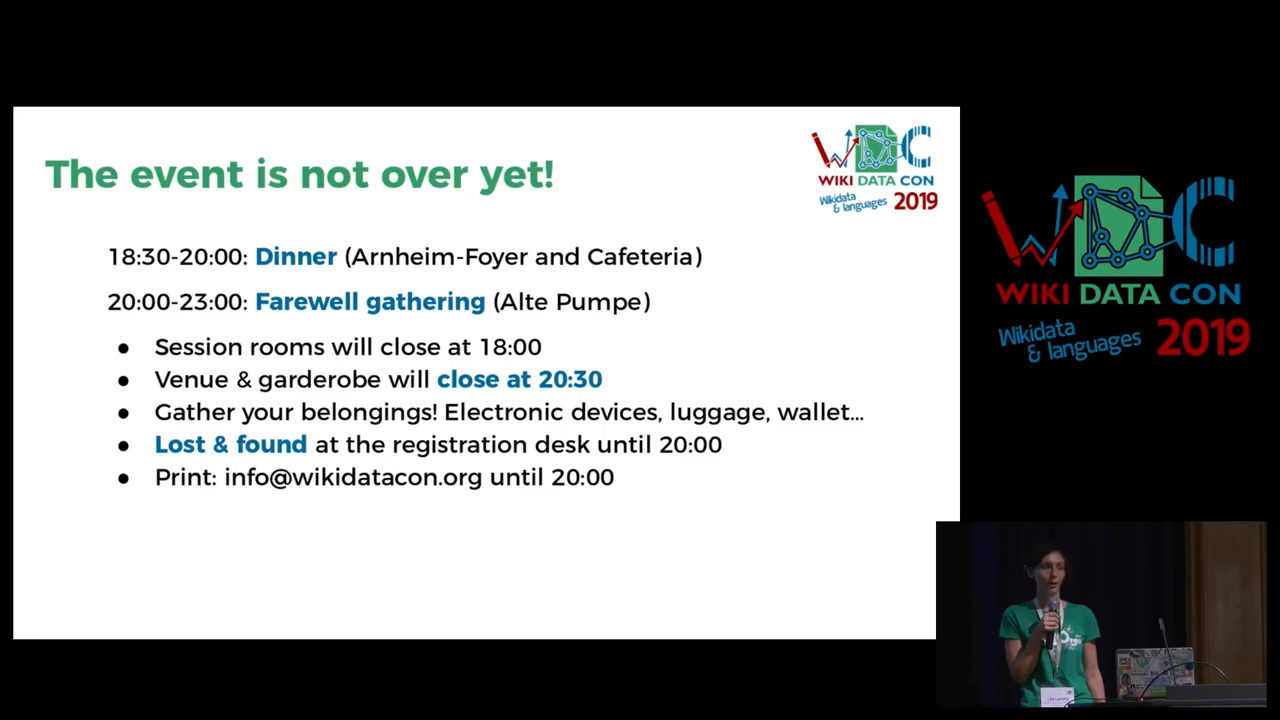 The event is not over yet!
WIKI DATA CON
Wikidata
& languages 2019
18:30-20:00: Dinner (Arnheim-Foyer and Cafeteria)
20:00-23:00: Farewell gathering (Alte Pumpe)
● Session rooms will close at 18:00
● Venue & garderobe will close at 20:30
● Gather your belongings! Electronic devices, luggage, wallet...
● Lost & found at the registration desk until 20:00
● Print: info@wikidatacon.org until 20:00
WIKI DATA CON
Wikidata
& languages 2019